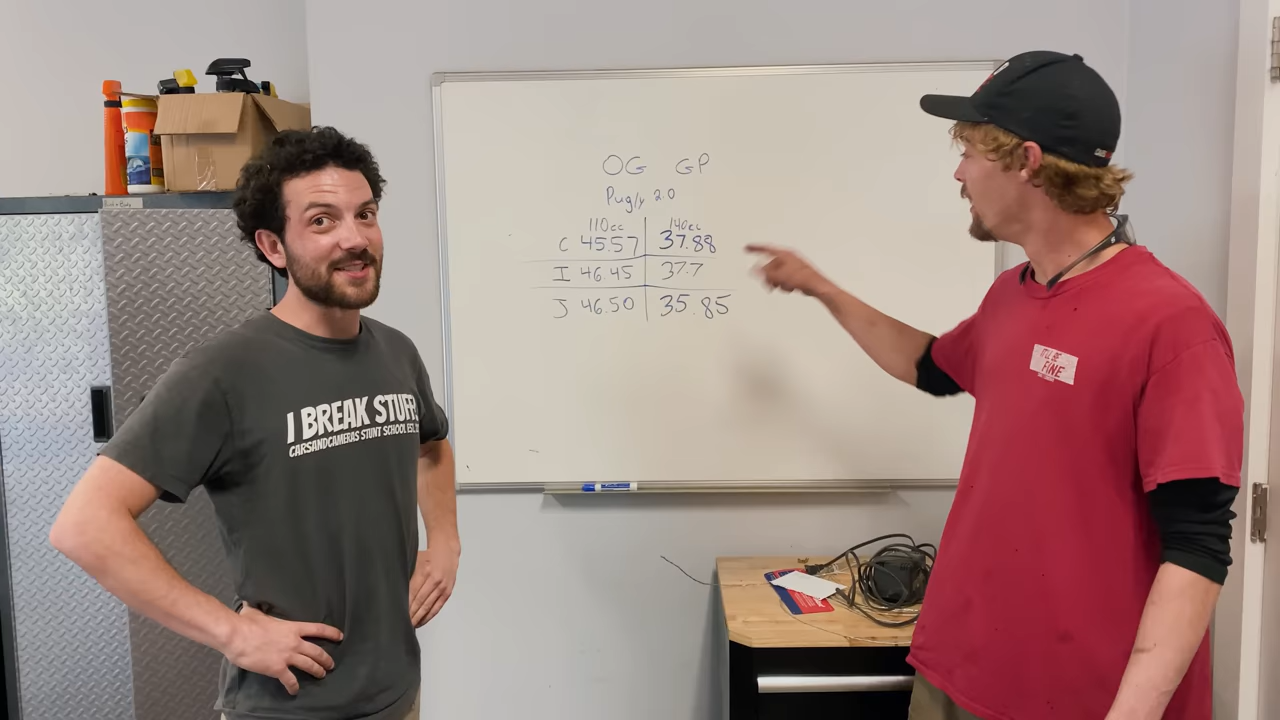 OG GP
Pugly 2.0
110cc 140cc
C 45.57 37.88
I 46.45 37.7
J 46.50 35.85
I BREAK STUFF
CARSANDCAMERAS STUNT SCHOOL EST.
IT'LL BE
FINE